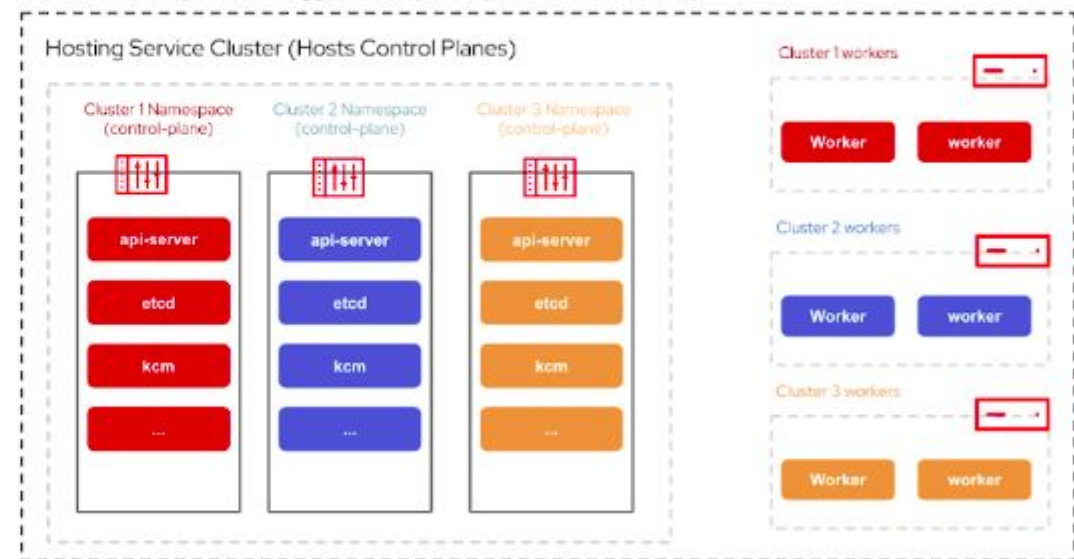 Hosting Service Cluster (Hosts Control Planes)
Cluster 1 Namespace
(control-plane)
api-server
etcd
kcm
...
Cluster 2 Namespace
(control-plane)
api-server
etcd
kcm
...
Cluster 3 Namespace
(control-plane)
api-server
etcd
kcm
...
Cluster 1 workers
Worker
worker
Cluster 2 workers
Worker
worker
Cluster 3 workers
Worker
worker